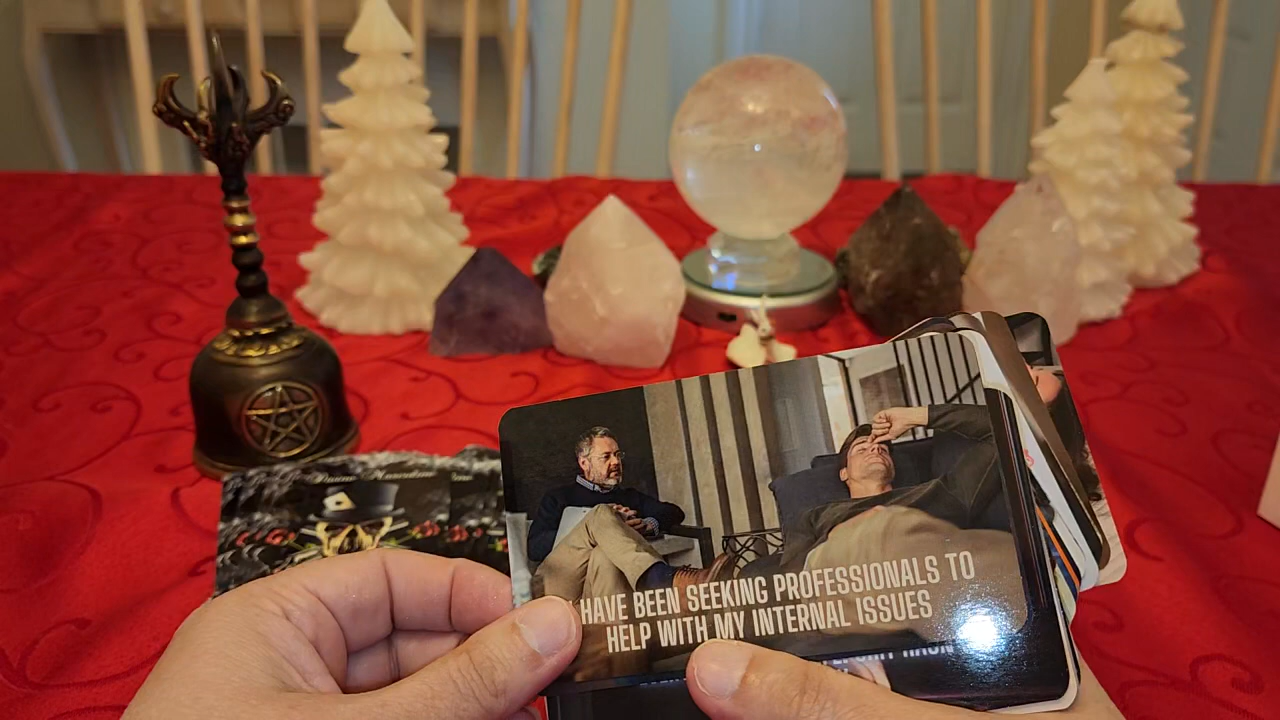 HAVE BEEN SEEKING PROFESSIONALS TO
HELP WITH MY INTERNAL ISSUES